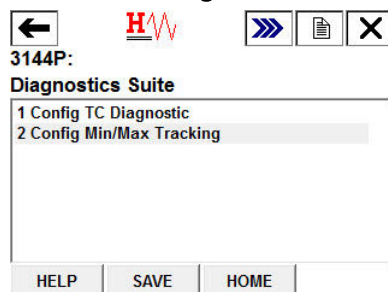 H
3144P:
Diagnostics Suite
1 Config TC Diagnostic
2 Config Min/Max Tracking
HELP SAVE HOME